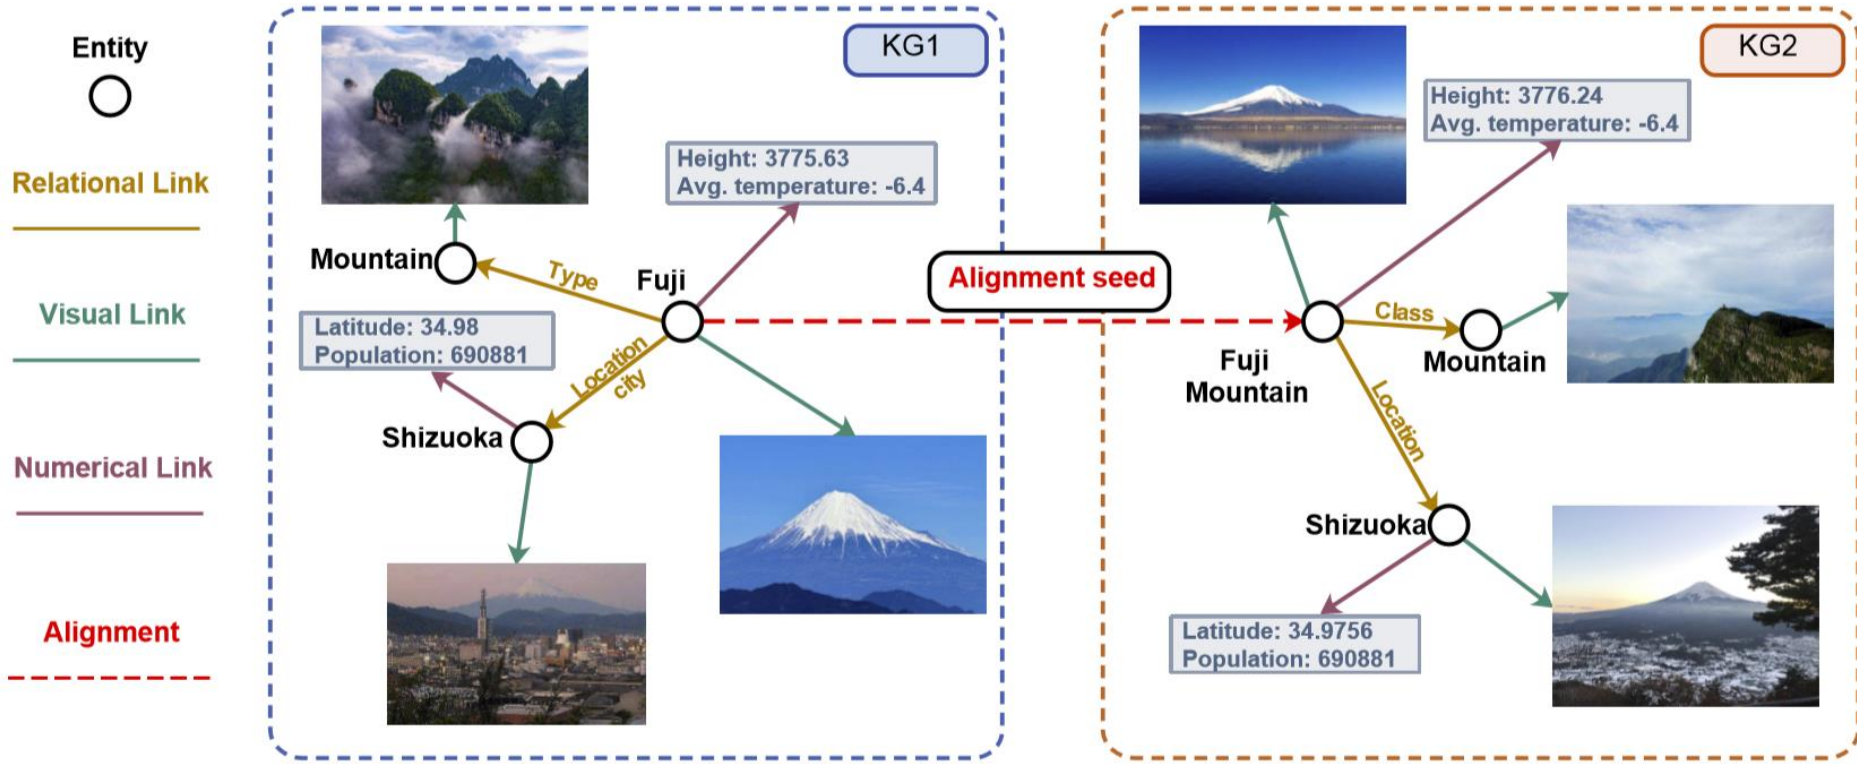 Entity
Relational Link
Visual Link
Numerical Link
Alignment
KG1
Height: 3775.63
Avg. temperature: -6.4
Mountain
Type
Fuji
Latitude: 34.98
Population: 690881
Location
city
Shizuoka
Alignment seed
KG2
Height: 3776.24
Avg. temperature: -6.4
Class
Mountain
Fuji
Mountain
Location
Shizuoka
Latitude: 34.9756
Population: 690881